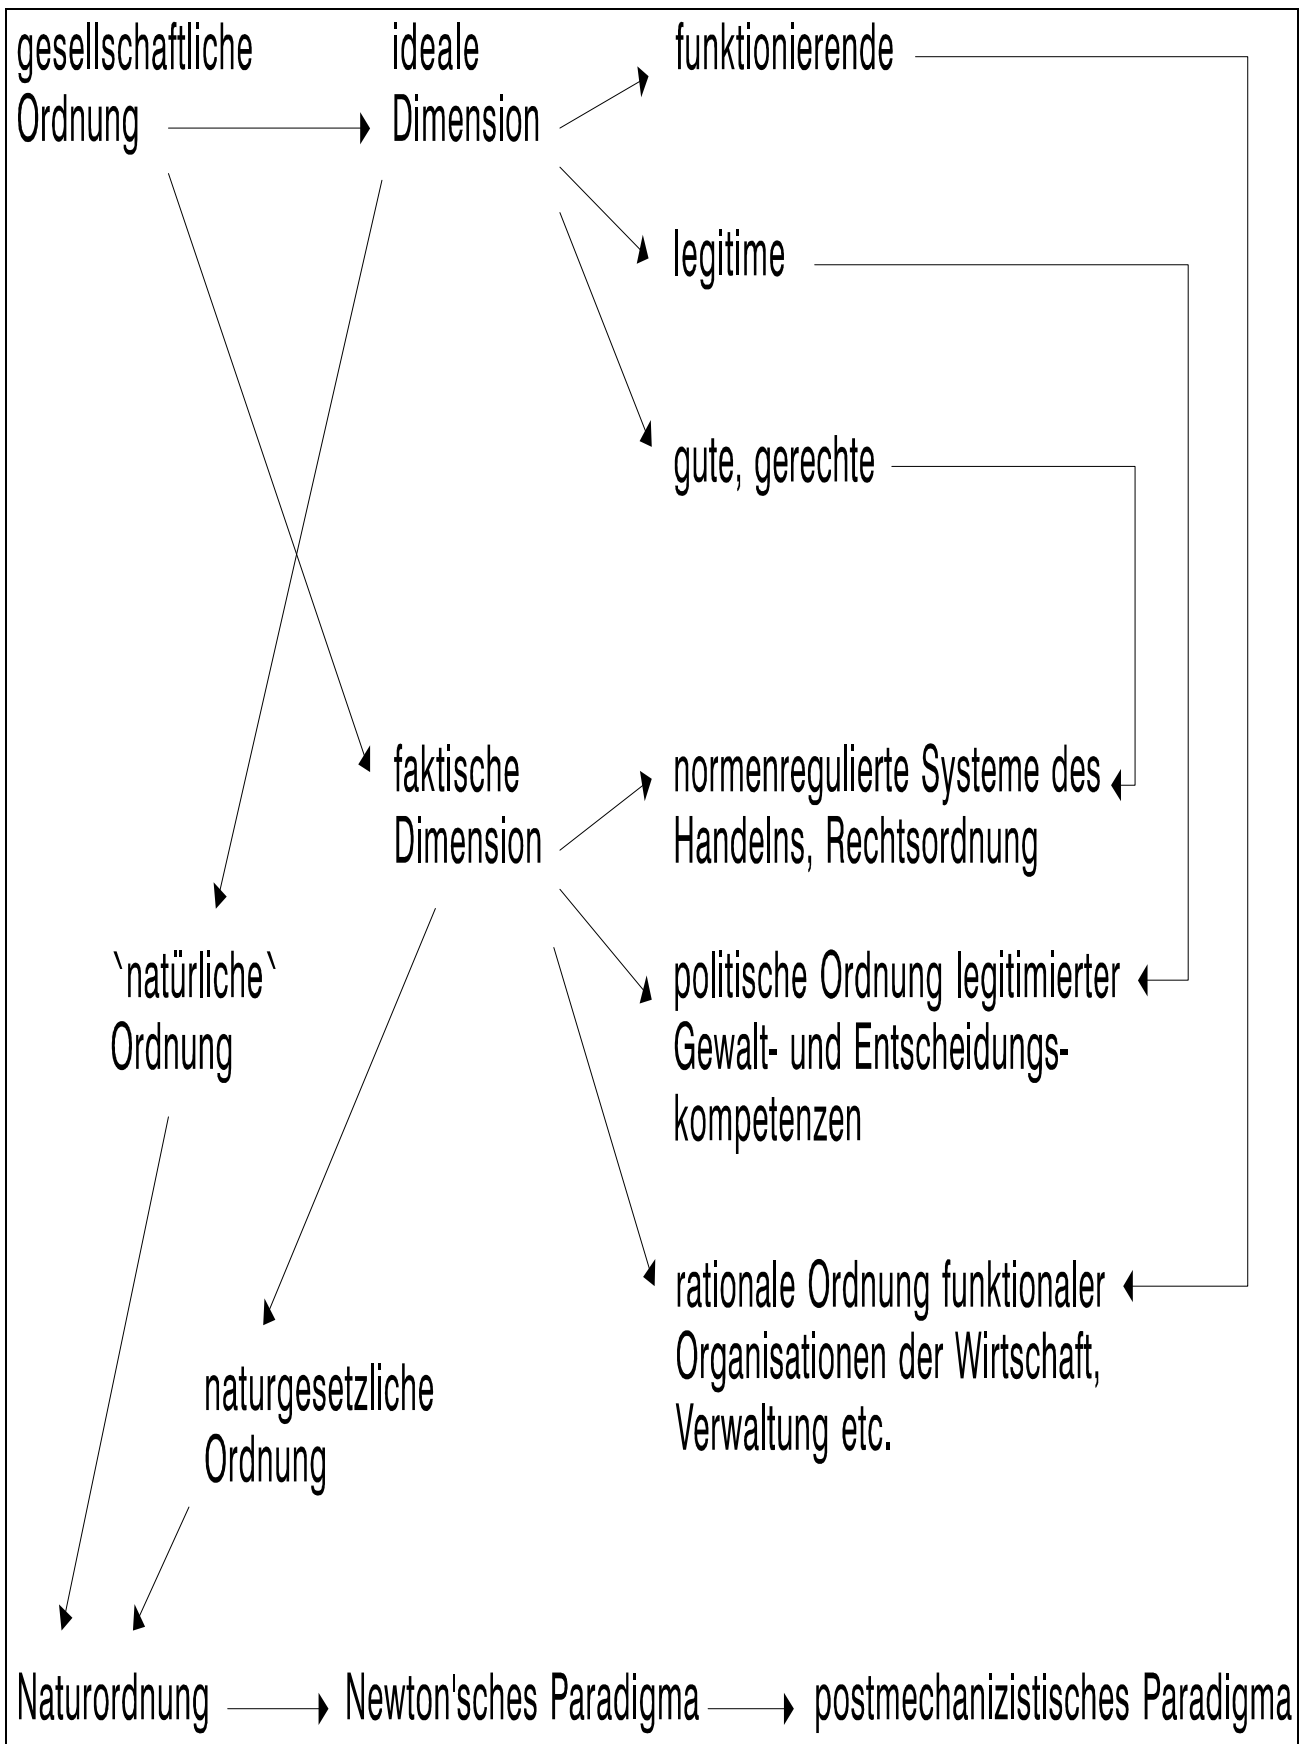 gesellschaftliche
Ordnung
ideale
Dimension
funktionierende
legitime
gute, gerechte
faktische
Dimension
normenregulierte Systeme des
Handelns, Rechtsordnung
`natürliche`
Ordnung
politische Ordnung legitimierter
Gewalt- und Entscheidungs-
kompetenzen
rationale Ordnung funktionaler
Organisationen der Wirtschaft,
Verwaltung etc.
naturgesetzliche
Ordnung
Naturordnung
Newton'sches Paradigma
postmechanizistisches Paradigma